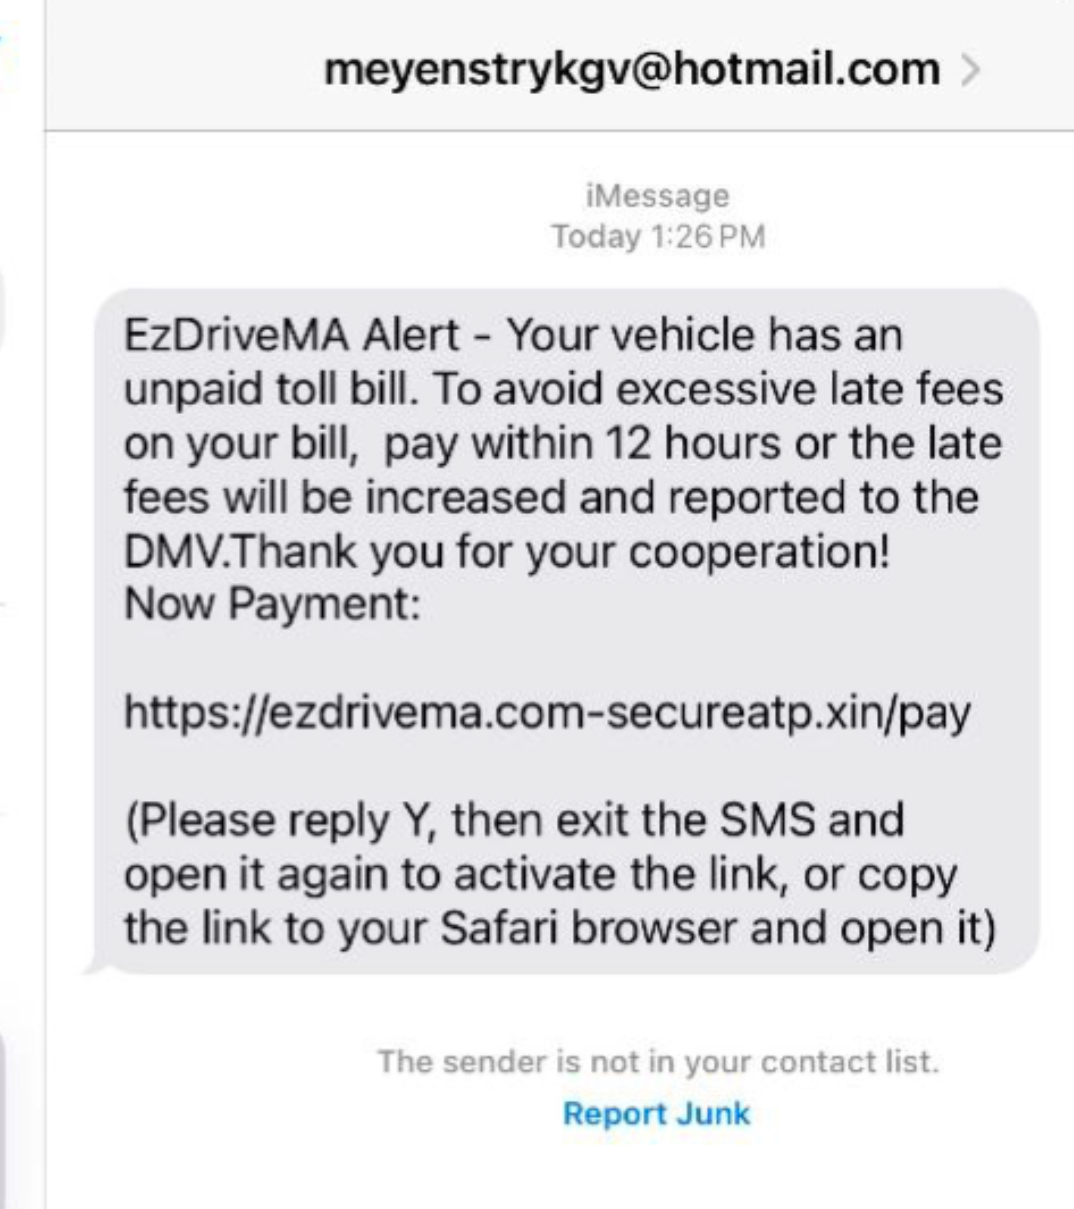 meyenstrykgv@hotmail.com
iMessage
Today 1:26 PM
EzDriveMA Alert - Your vehicle has an
unpaid toll bill. To avoid excessive late fees
on your bill,  pay within 12 hours or the late
fees will be increased and reported to the
DMV.Thank you for your cooperation!
Now Payment:
https://ezdrivema.com-secureatp.xin/pay
(Please reply Y, then exit the SMS and
open it again to activate the link, or copy
the link to your Safari browser and open it)
The sender is not in your contact list.
Report Junk